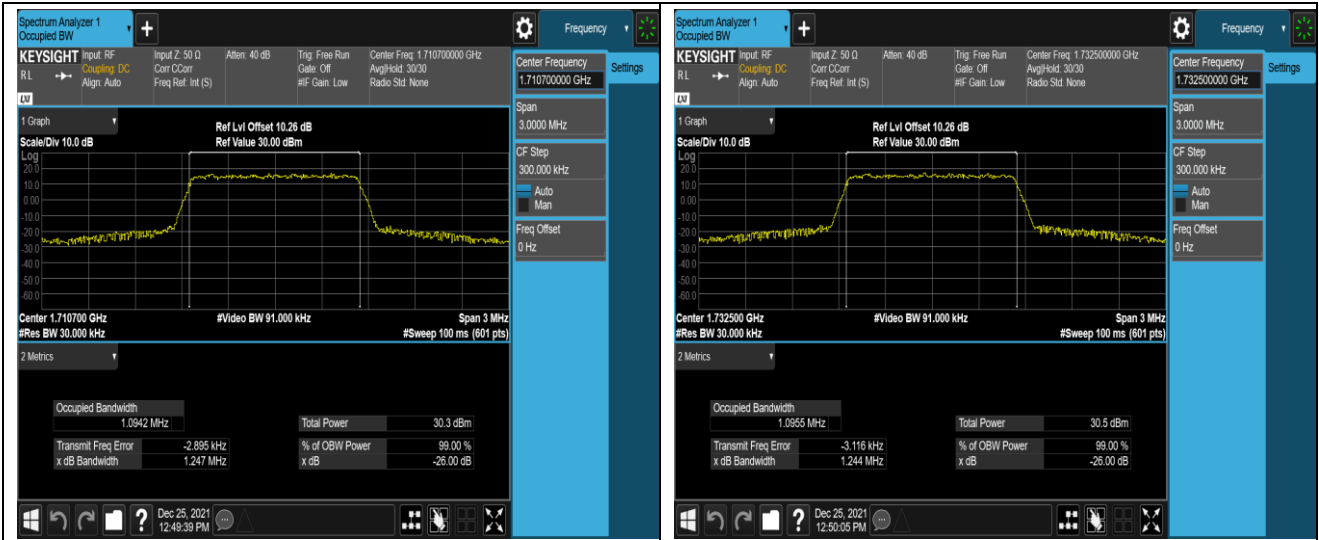 Spectrum Analyzer 1
Occupied BW
+
Frequency
KEYSIGHT Input: RF Input Z: 50 Ω Atten: 40 dB Trig: Free Run Center Freq: 1.710700000 GHz
RL Coupling: DC Corr CCorr Gate: Off Avg|Hold: 30/30
Align: Auto Freq Ref: Int (S) #IF Gain: Low Radio Std: None
LXI
Center Frequency
1.710700000 GHz
Settings
Span
3.0000 MHz
CF Step
300.000 kHz
Auto
Man
Freq Offset
0 Hz
1 Graph
Ref Lvl Offset 10.26 dB
Scale/Div 10.0 dB Ref Value 30.00 dBm
Log
20.0
10.0
0.00
-10.0
-20.0
-30.0
-40.0
-50.0
-60.0
Center 1.710700 GHz #Video BW 91.000 kHz Span 3 MHz
#Res BW 30.000 kHz #Sweep 100 ms (601 pts)
2 Metrics
Occupied Bandwidth
1.0942 MHz Total Power 30.3 dBm
Transmit Freq Error -2.895 kHz % of OBW Power 99.00 %
x dB Bandwidth 1.247 MHz x dB -26.00 dB
?
Dec 25, 2021
12:49:39 PM
Spectrum Analyzer 1
Occupied BW
+
Frequency
KEYSIGHT Input: RF Input Z: 50 Ω Atten: 40 dB Trig: Free Run Center Freq: 1.732500000 GHz
RL Coupling: DC Corr CCorr Gate: Off Avg|Hold: 30/30
Align: Auto Freq Ref: Int (S) #IF Gain: Low Radio Std: None
LXI
Center Frequency
1.732500000 GHz
Settings
Span
3.0000 MHz
CF Step
300.000 kHz
Auto
Man
Freq Offset
0 Hz
1 Graph
Ref Lvl Offset 10.26 dB
Scale/Div 10.0 dB Ref Value 30.00 dBm
Log
20.0
10.0
0.00
-10.0
-20.0
-30.0
-40.0
-50.0
-60.0
Center 1.732500 GHz #Video BW 91.000 kHz Span 3 MHz
#Res BW 30.000 kHz #Sweep 100 ms (601 pts)
2 Metrics
Occupied Bandwidth
1.0955 MHz Total Power 30.5 dBm
Transmit Freq Error -3.116 kHz % of OBW Power 99.00 %
x dB Bandwidth 1.244 MHz x dB -26.00 dB
?
Dec 25, 2021
12:50:05 PM